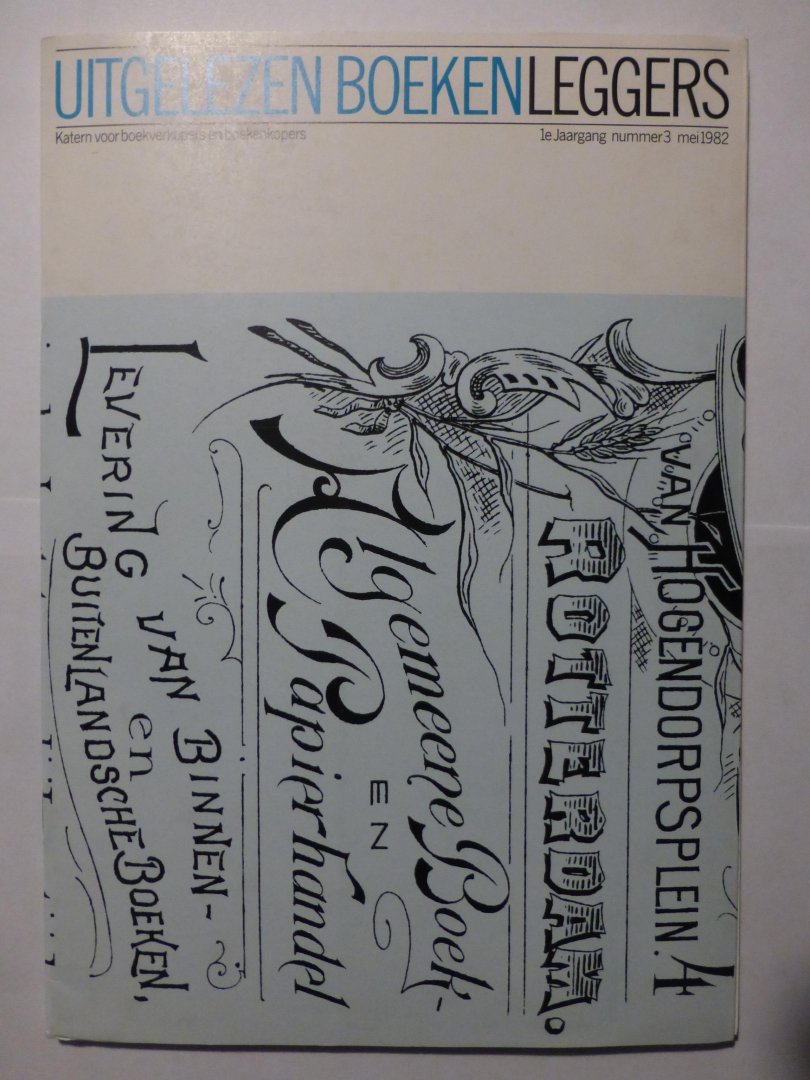 UITGELEZEN BOEKENLEGGERS
Katern voor boekverkopers en boekenkopers
1e Jaargang nummer 3 mei 1982
VAN HOGENDORPSPLEIN. 4
ROTTERDAM.
Algemeene Boek-
EN
Papierhandel
LEVERING VAN BINNEN-
en
BUITENLANDSCHE BOEKEN,